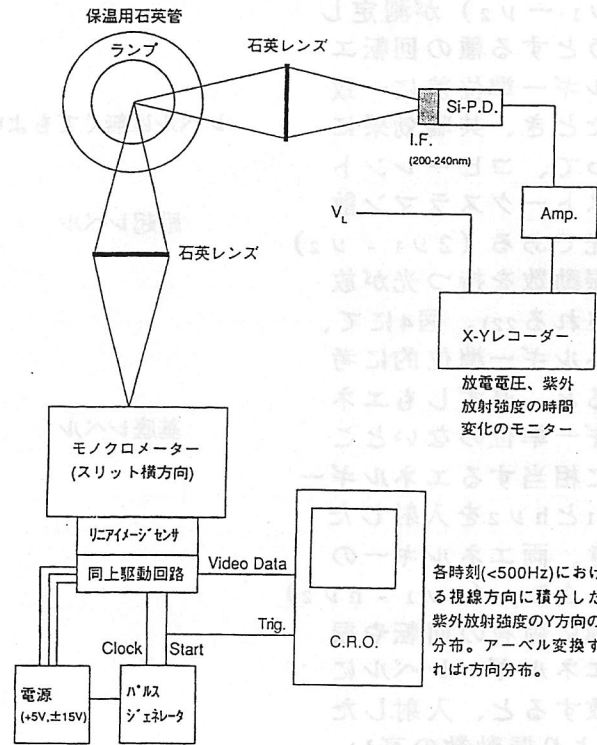 保温用石英管
ランプ
石英レンズ
Si-P.D.
I.F.
(200-240nm)
石英レンズ
V_L
Amp.
X-Yレコーダー
放電電圧、紫外
放射強度の時間
変化のモニター
モノクロメーター
(スリット横方向)
リニアイメージセンサ
同上駆動回路
Video Data
Trig.
Clock
Start
C.R.O.
電源
(+5V,±15V)
パルス
ジェネレータ
各時刻(<500Hz)におけ
る視線方向に積分した
紫外放射強度のY方向の
分布。アーベル変換す
ればr方向分布。